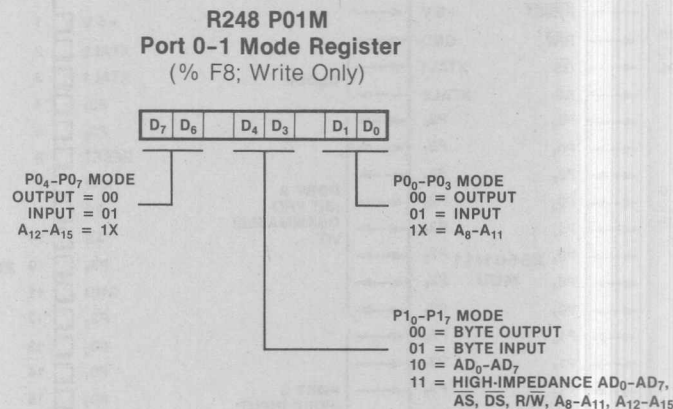 R248 P01M
Port 0-1 Mode Register
(% F8; Write Only)
D₇ D₆ D₄ D₃ D₁ D₀
P0₄-P0₇ MODE
OUTPUT = 00
INPUT = 01
A₁₂-A₁₅ = 1X
P0₀-P0₃ MODE
00 = OUTPUT
01 = INPUT
1X = A₈-A₁₁
P1₀-P1₇ MODE
00 = BYTE OUTPUT
01 = BYTE INPUT
10 = AD₀-AD₇
11 = HIGH-IMPEDANCE AD₀-AD₇,
A̅S̅, D̅S̅, R/W̅, A₈-A₁₁, A₁₂-A₁₅